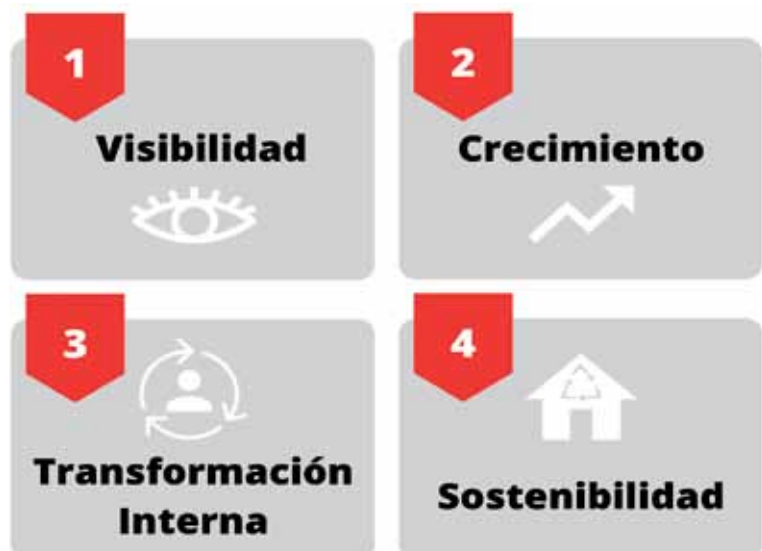 1
Visibilidad
2
Crecimiento
3
Transformación
Interna
4
Sostenibilidad